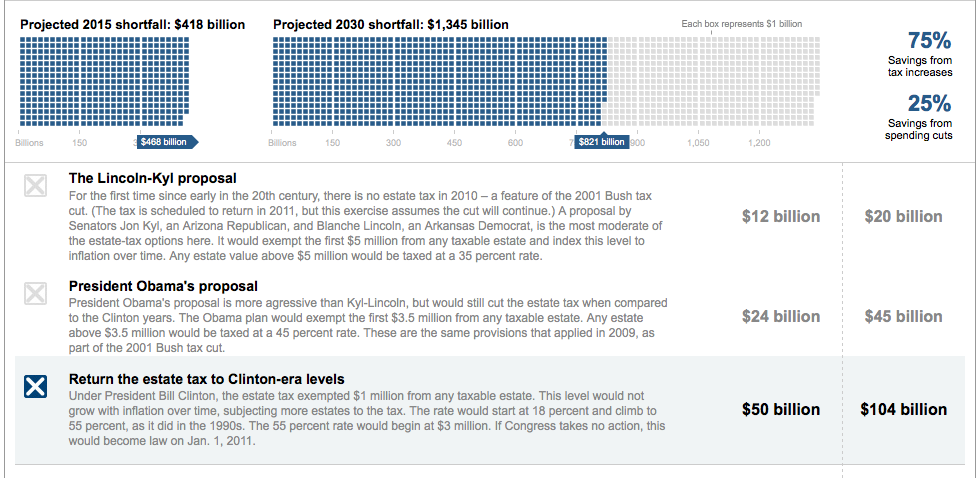 Projected 2015 shortfall: $418 billion
Projected 2030 shortfall: $1,345 billion
Each box represents $1 billion
75%
Savings from
tax increases
25%
Savings from
spending cuts
Billions 150 3 $468 billion
Billions 150 300 450 600 7 $821 billion 900 1,050 1,200
The Lincoln-Kyl proposal
For the first time since early in the 20th century, there is no estate tax in 2010 – a feature of the 2001 Bush tax
cut. (The tax is scheduled to return in 2011, but this exercise assumes the cut will continue.) A proposal by
Senators Jon Kyl, an Arizona Republican, and Blanche Lincoln, an Arkansas Democrat, is the most moderate of
the estate-tax options here. It would exempt the first $5 million from any taxable estate and index this level to
inflation over time. Any estate value above $5 million would be taxed at a 35 percent rate.
$12 billion
$20 billion
President Obama's proposal
President Obama's proposal is more agressive than Kyl-Lincoln, but would still cut the estate tax when compared
to the Clinton years. The Obama plan would exempt the first $3.5 million from any taxable estate. Any estate
above $3.5 million would be taxed at a 45 percent rate. These are the same provisions that applied in 2009, as
part of the 2001 Bush tax cut.
$24 billion
$45 billion
Return the estate tax to Clinton-era levels
Under President Bill Clinton, the estate tax exempted $1 million from any taxable estate. This level would not
grow with inflation over time, subjecting more estates to the tax. The rate would start at 18 percent and climb to
55 percent, as it did in the 1990s. The 55 percent rate would begin at $3 million. If Congress takes no action, this
would become law on Jan. 1, 2011.
$50 billion
$104 billion